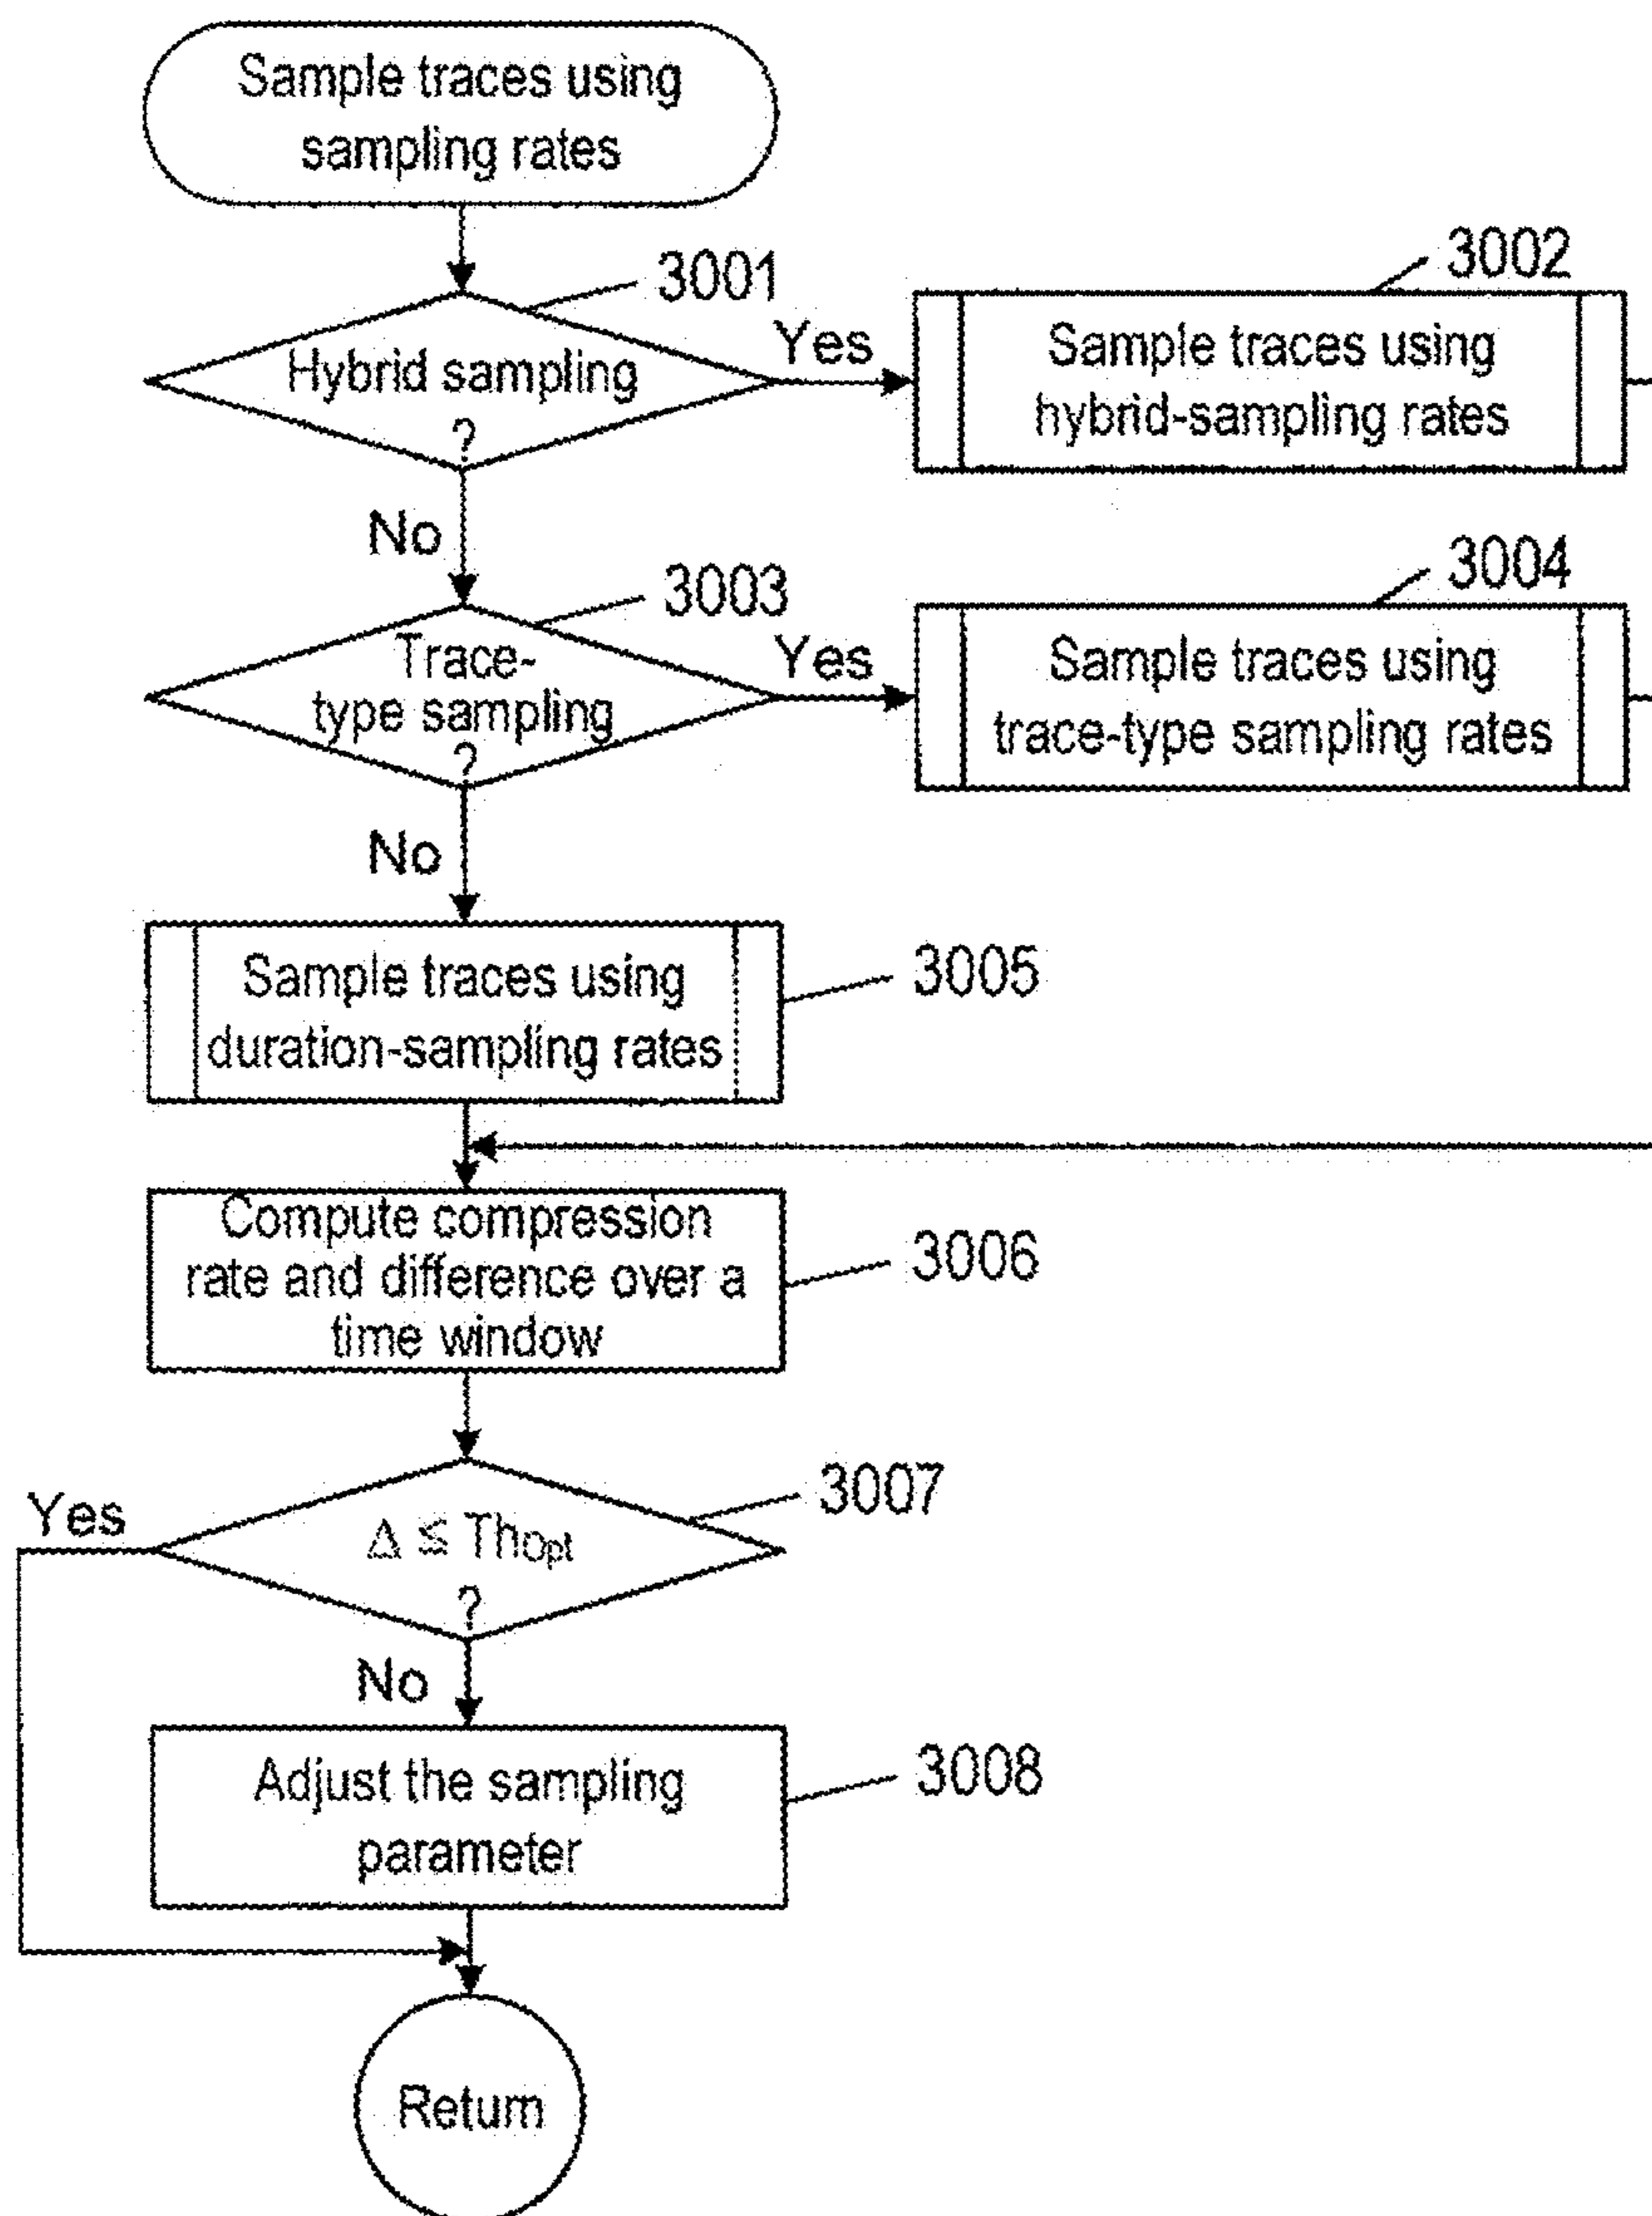 Sample traces using
sampling rates
3001
Hybrid sampling
?
Yes
3002
Sample traces using
hybrid-sampling rates
No
3003
Trace-
type sampling
?
Yes
3004
Sample traces using
trace-type sampling rates
No
Sample traces using
duration-sampling rates
3005
Compute compression
rate and difference over a
time window
3006
3007
Yes
Δ ≦ ThOpt
?
No
Adjust the sampling
parameter
3008
Return